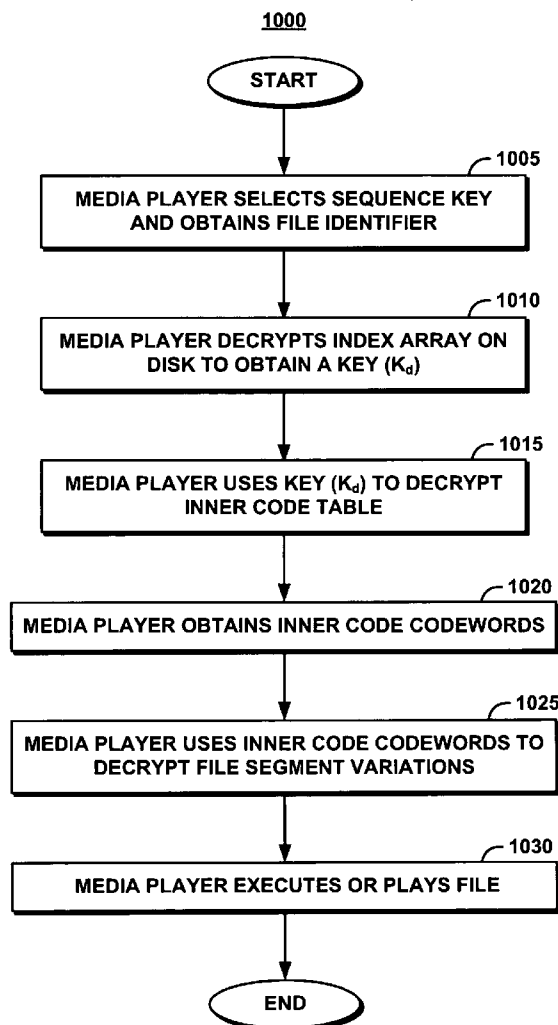 1000
START
1005
MEDIA PLAYER SELECTS SEQUENCE KEY
AND OBTAINS FILE IDENTIFIER
1010
MEDIA PLAYER DECRYPTS INDEX ARRAY ON
DISK TO OBTAIN A KEY (Kd)
1015
MEDIA PLAYER USES KEY (Kd) TO DECRYPT
INNER CODE TABLE
1020
MEDIA PLAYER OBTAINS INNER CODE CODEWORDS
1025
MEDIA PLAYER USES INNER CODE CODEWORDS TO
DECRYPT FILE SEGMENT VARIATIONS
1030
MEDIA PLAYER EXECUTES OR PLAYS FILE
END